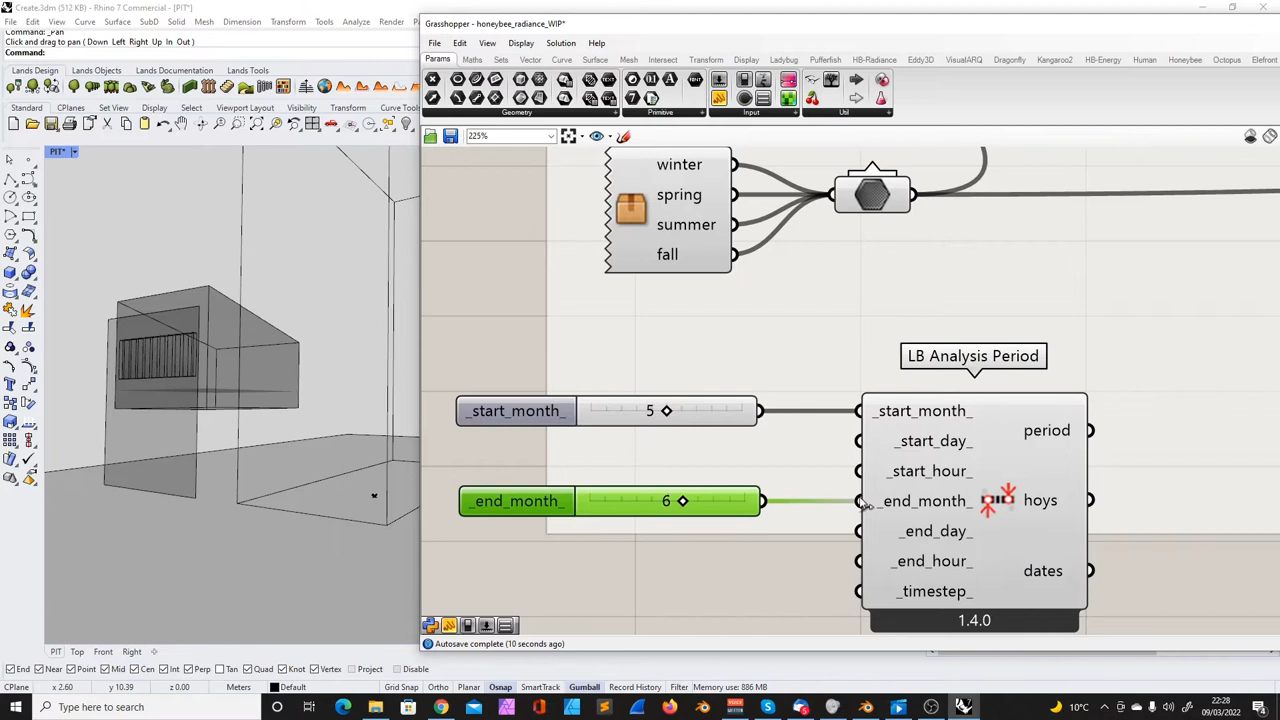 Create.3dm (886 MB) - Rhino 7 Commercial - [PIT*]
File Edit View Curve Surface SubD Solid Mesh Dimension Transform Tools Analyze Render
Command: _Pan
Click and drag to pan ( Down Left Right Up In Out )
Command:
Lands Design Lands Objects Lands Documentation Lands Tools
Standard CPlanes Set View Display Select Viewport Layout Visibility Transform Curve Tools
PIT*
Grasshopper - honeybee_radiance_WIP*
File Edit View Display Solution Help
Params Maths Sets Vector Curve Surface Mesh Intersect Transform Display Ladybug Pufferfish HB-Radiance Eddy3D VisualARQ Dragonfly Kangaroo2 HB-Energy Human Honeybee Octopus Elefront
Geometry Primitive Input Util
225%
winter
spring
summer
fall
LB Analysis Period
_start_month_ 5
_end_month_ 6
_start_month_
_start_day_
_start_hour_
_end_month_
_end_day_
_end_hour_
_timestep_
period
hoys
dates
1.4.0
Autosave complete (10 seconds ago)
PIT Top Front Right
End Near Point Mid Cen Int Perp Tan Quad Knot Vertex Project Disable
CPlane x 2.60 y 10.39 z 0.00 Meters Default Grid Snap Ortho Planar Osnap SmartTrack Gumball Record History Filter Memory use: 886 MB
Type here to search
10°C
22:28
09/03/2022